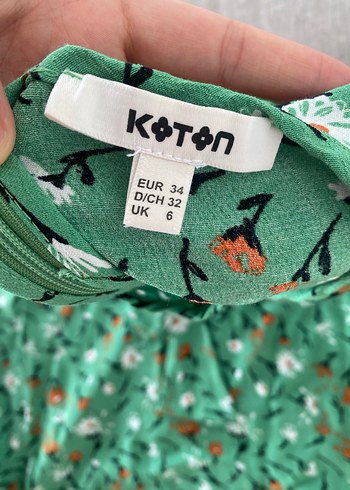 KOTON
EUR 34
D/CH 32
UK 6